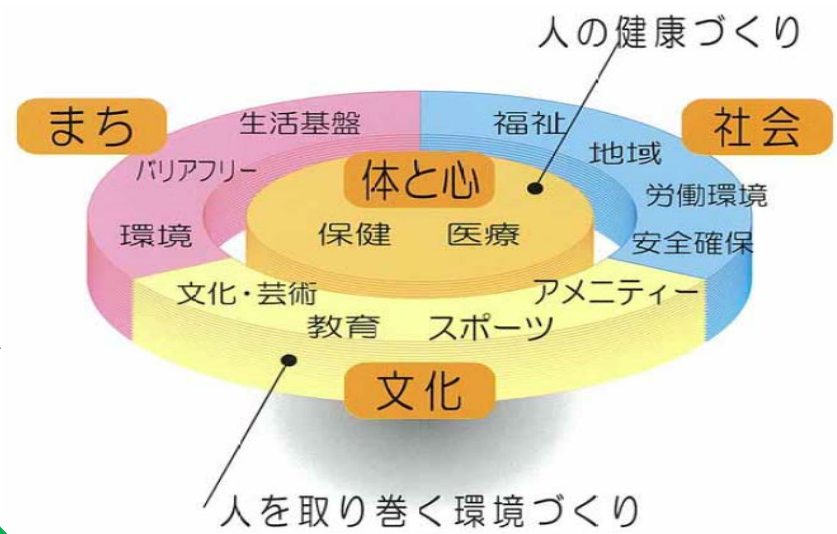 人の健康づくり
まち
生活基盤
福祉
社会
バリアフリー
地域
体と心
労働環境
環境
保健 医療
安全確保
文化・芸術
アメニティー
教育 スポーツ
文化
人を取り巻く環境づくり